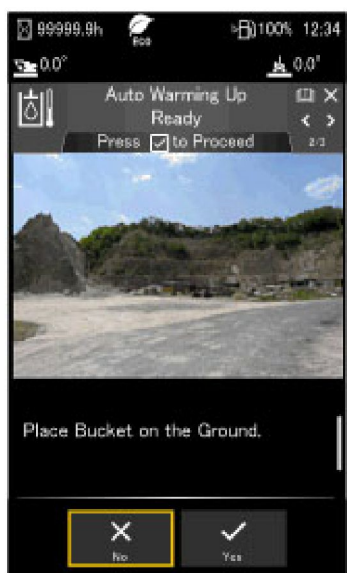 99999.9h Eco 100% 12:34
0.0° 0.0°
Auto Warming Up
Ready
Press ☑ to Proceed 2/3
Place Bucket on the Ground.
No Yes